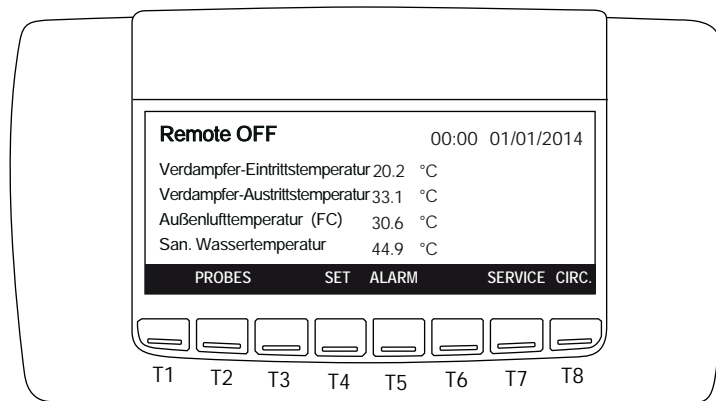 Remote OFF 00:00 01/01/2014
Verdampfer-Eintrittstemperatur 20.2 °C
Verdampfer-Austrittstemperatur 33.1 °C
Außenlufttemperatur (FC) 30.6 °C
San. Wassertemperatur 44.9 °C
PROBES SET ALARM SERVICE CIRC.
T1 T2 T3 T4 T5 T6 T7 T8